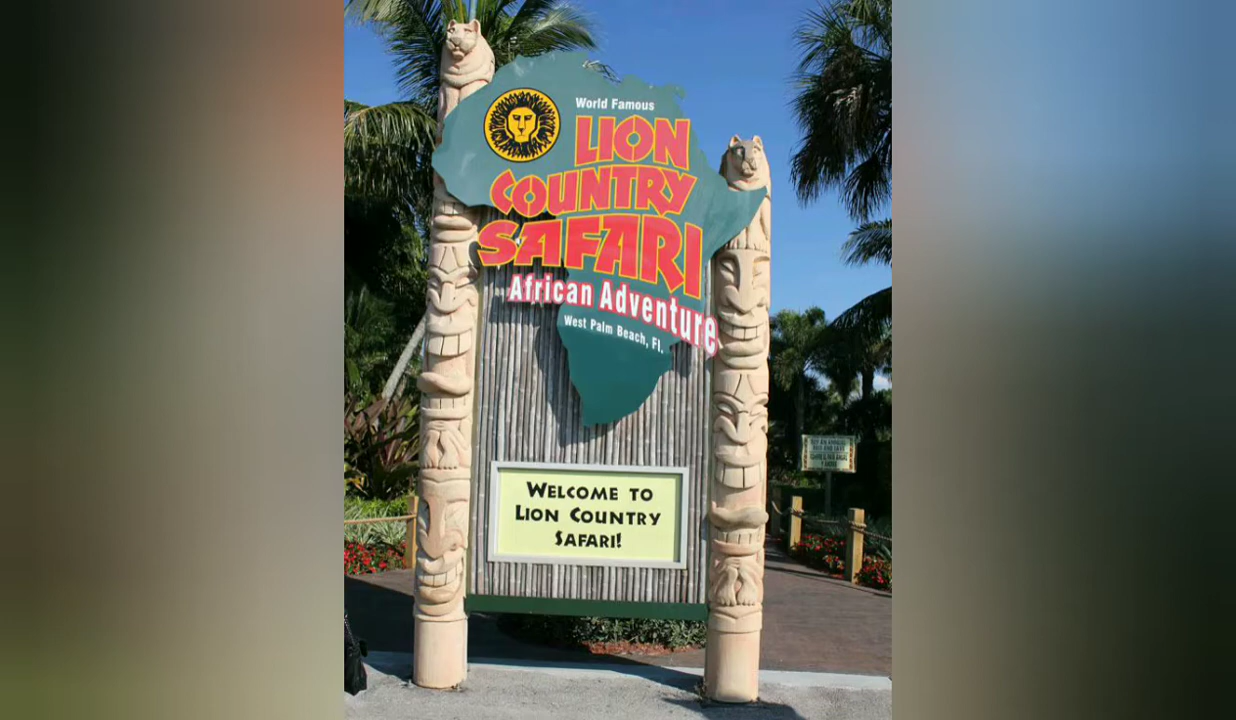 World Famous
LION
COUNTRY
SAFARI
African Adventure
West Palm Beach, Fl.
WELCOME TO
LION COUNTRY
SAFARI!